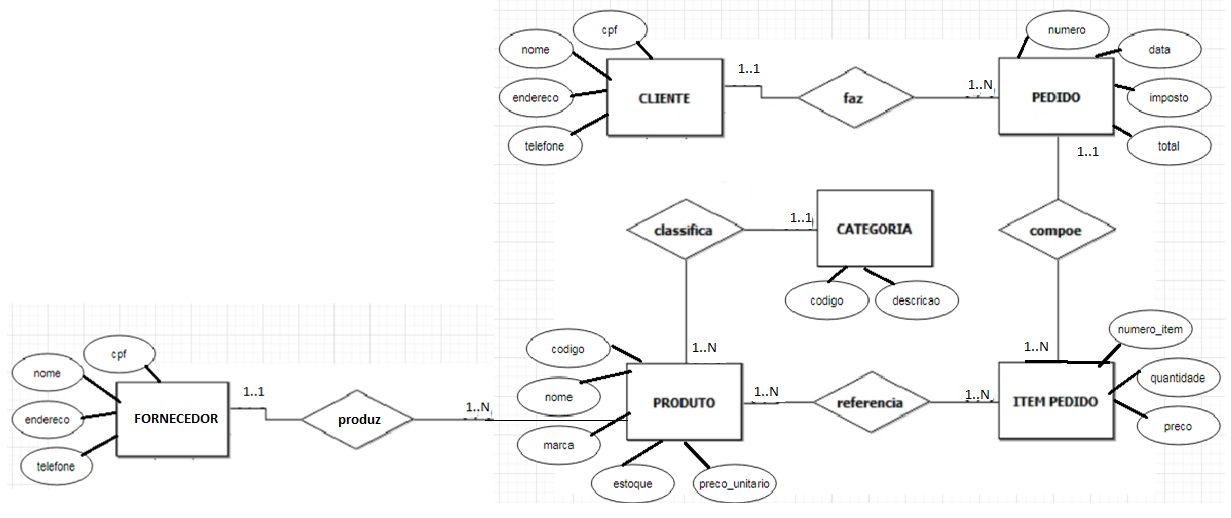 cpf
nome
endereco
telefone
CLIENTE
1..1
faz
1..N
PEDIDO
numero
data
imposto
total
1..1
compoe
1..N
classifica
1..1
CATEGORIA
codigo
descricao
1..N
cpf
nome
endereco
telefone
FORNECEDOR
1..1
produz
1..N
codigo
nome
marca
estoque
preco_unitario
PRODUTO
1..N
referencia
1..N
ITEM PEDIDO
numero_item
quantidade
preco